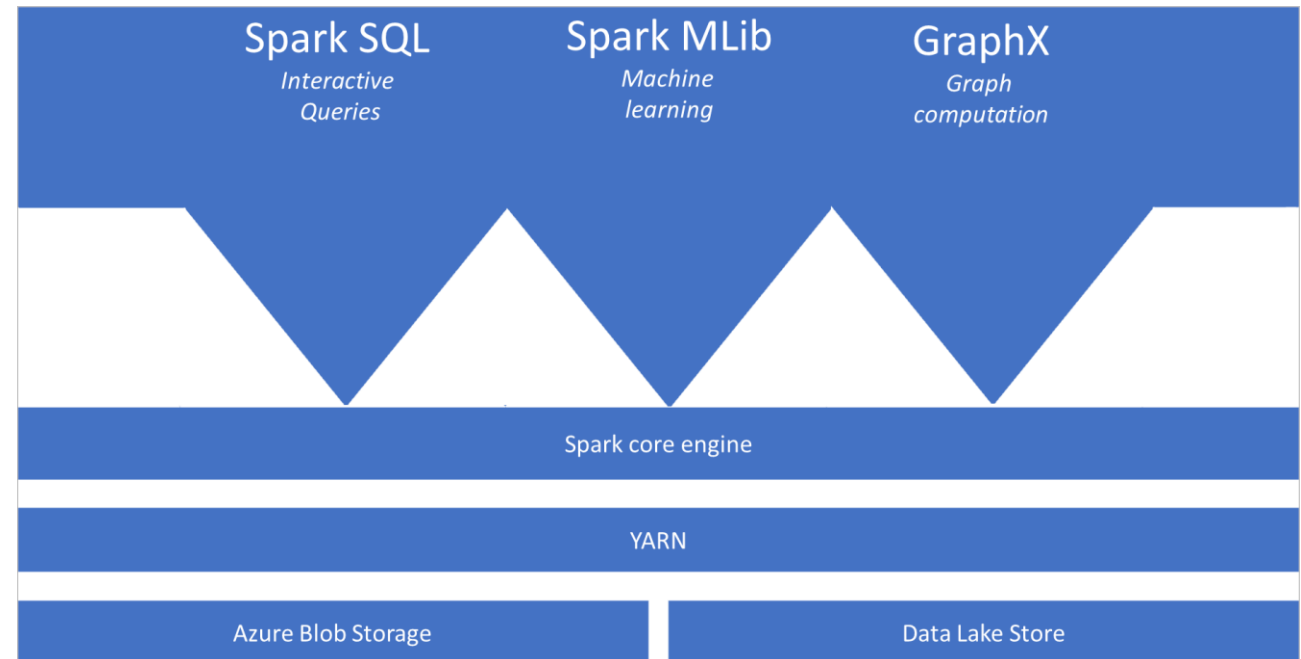 Spark SQL
Interactive
Queries
Spark MLib
Machine
learning
GraphX
Graph
computation
Spark core engine
YARN
Azure Blob Storage
Data Lake Store